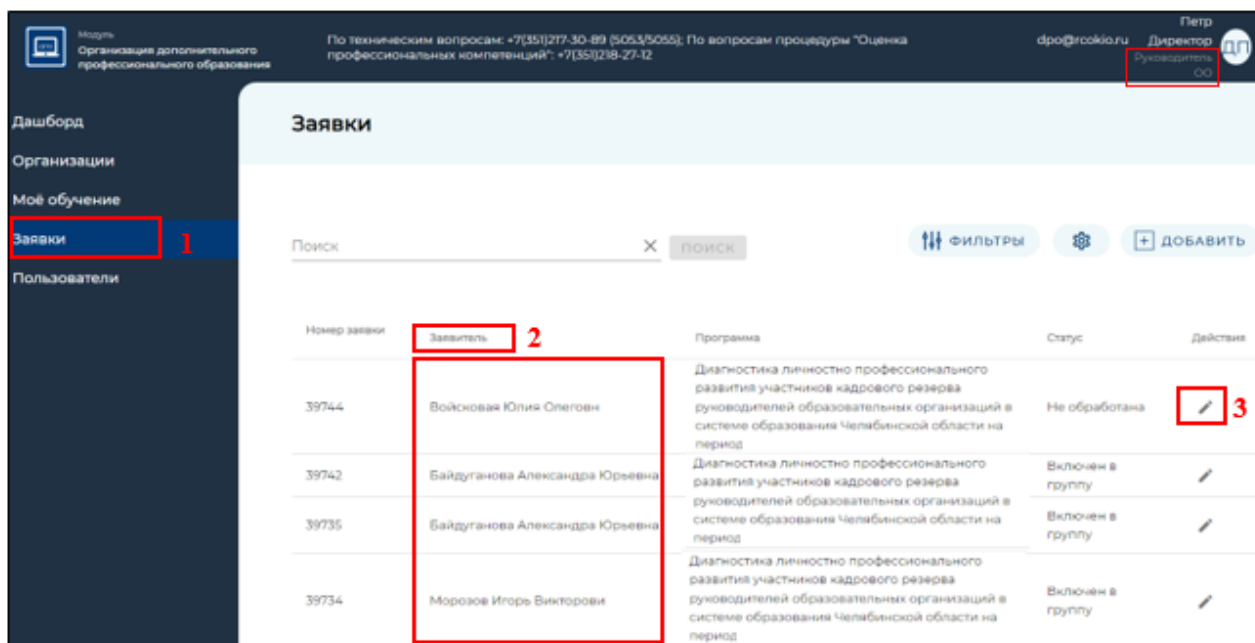 Модуль
Организация дополнительного
профессионального образования
По техническим вопросам: +7(351)217-30-89 (5053/5055); По вопросам процедуры "Оценка
профессиональных компетенций": +7(351)218-27-12
dpo@rcokio.ru
Петр
Директор
Руководитель
ОО
ДП
Дашборд
Организации
Моё обучение
Заявки
1
Пользователи
Заявки
Поиск
ПОИСК
ФИЛЬТРЫ
ДОБАВИТЬ
Номер заявки
Заявитель
2
Программа
Статус
Действия
39744
Войсковая Юлия Олеговн
Диагностика личностно профессионального
развития участников кадрового резерва
руководителей образовательных организаций в
системе образования Челябинской области на
период
Не обработана
3
39742
Байдуганова Александра Юрьевна
Диагностика личностно профессионального
развития участников кадрового резерва
Включен в
группу
39735
Байдуганова Александра Юрьевна
руководителей образовательных организаций в
системе образования Челябинской области на
период
Включен в
группу
39734
Морозов Игорь Викторови
Диагностика личностно профессионального
развития участников кадрового резерва
руководителей образовательных организаций в
системе образования Челябинской области на
период
Включен в
группу